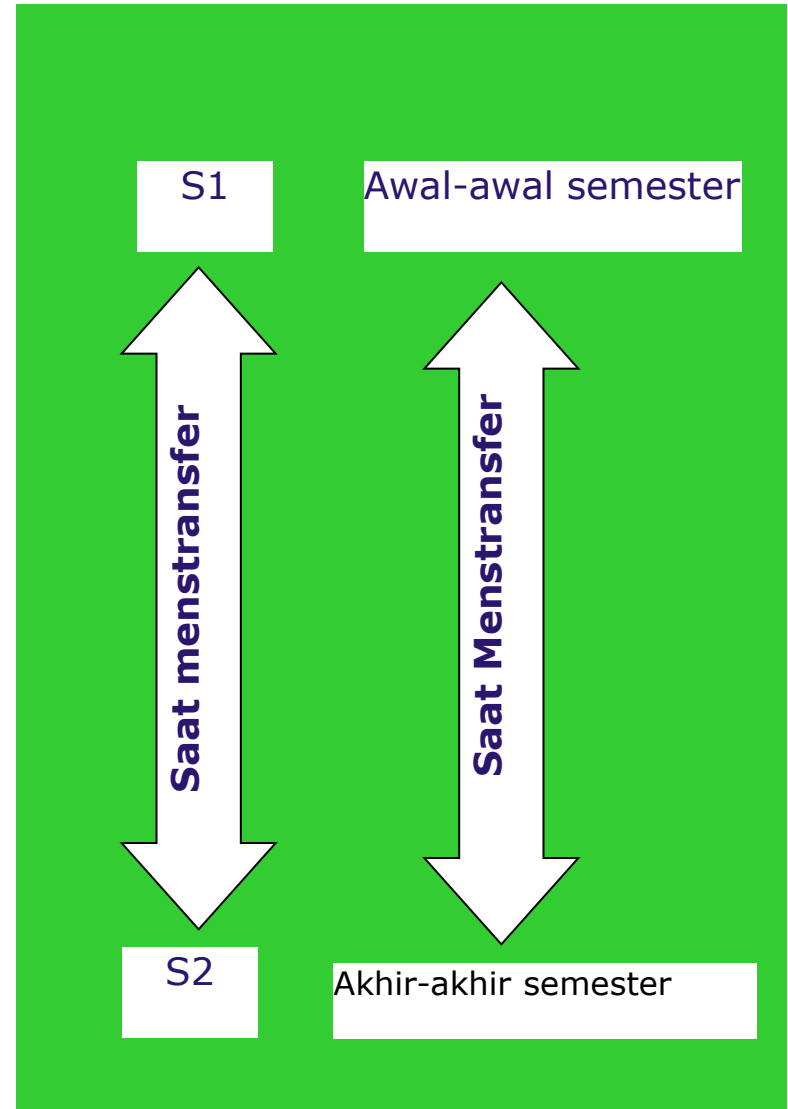 S1
Awal-awal semester
Saat menstransfer
Saat Menstransfer
S2
Akhir-akhir semester